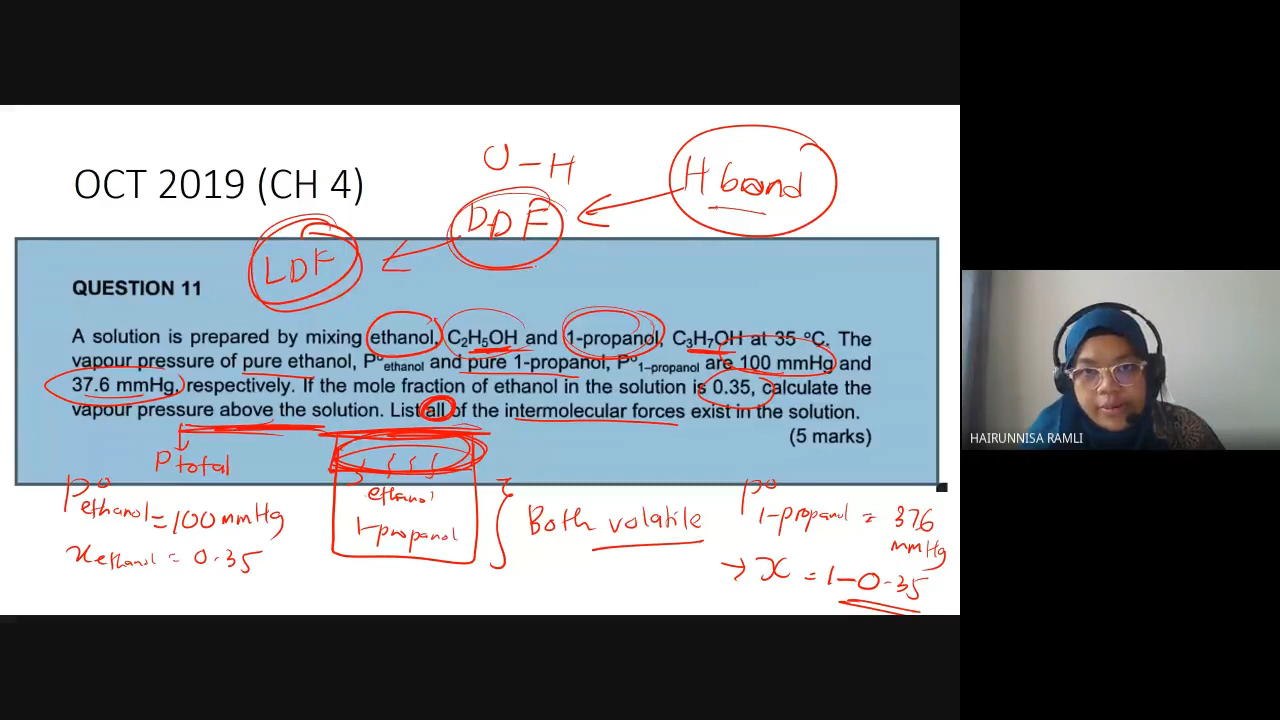 O-H
H bond
OCT 2019 (CH 4)
DDF
LDF
QUESTION 11
A solution is prepared by mixing ethanol, C₂H₅OH and 1-propanol, C₃H₇OH at 35 °C. The
vapour pressure of pure ethanol, P°ethanol and pure 1-propanol, P°1-propanol are 100 mmHg and
37.6 mmHg, respectively. If the mole fraction of ethanol in the solution is 0.35, calculate the
vapour pressure above the solution. List all of the intermolecular forces exist in the solution.
(5 marks)
HAIRUNNISA RAMLI
Ptotal
P°ethanol = 100 mmHg
xethanol = 0.35
ethanol
1-propanol
Both volatile
P°1-propanol = 37.6
mmHg
→ x = 1-0.35